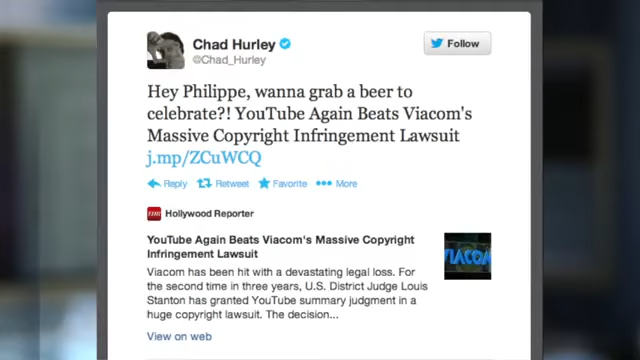 Chad Hurley
@Chad_Hurley
Follow
Hey Philippe, wanna grab a beer to
celebrate?! YouTube Again Beats Viacom's
Massive Copyright Infringement Lawsuit
j.mp/ZCuWCQ
Reply Retweet Favorite More
THR Hollywood Reporter
YouTube Again Beats Viacom's Massive Copyright
Infringement Lawsuit
VIACOM
Viacom has been hit with a devastating legal loss. For
the second time in three years, U.S. District Judge Louis
Stanton has granted YouTube summary judgment in a
huge copyright lawsuit. The decision...
View on web